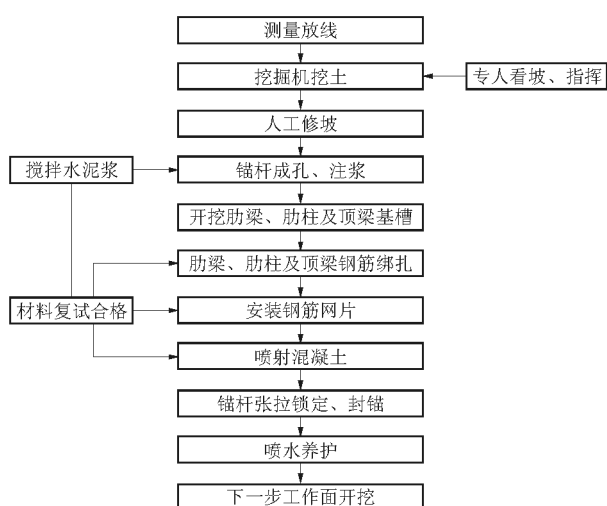 测量放线
挖掘机挖土
专人看坡、指挥
人工修坡
搅拌水泥浆
锚杆成孔、注浆
开挖肋梁、肋柱及顶梁基槽
肋梁、肋柱及顶梁钢筋绑扎
材料复试合格
安装钢筋网片
喷射混凝土
锚杆张拉锁定、封锚
喷水养护
下一步工作面开挖